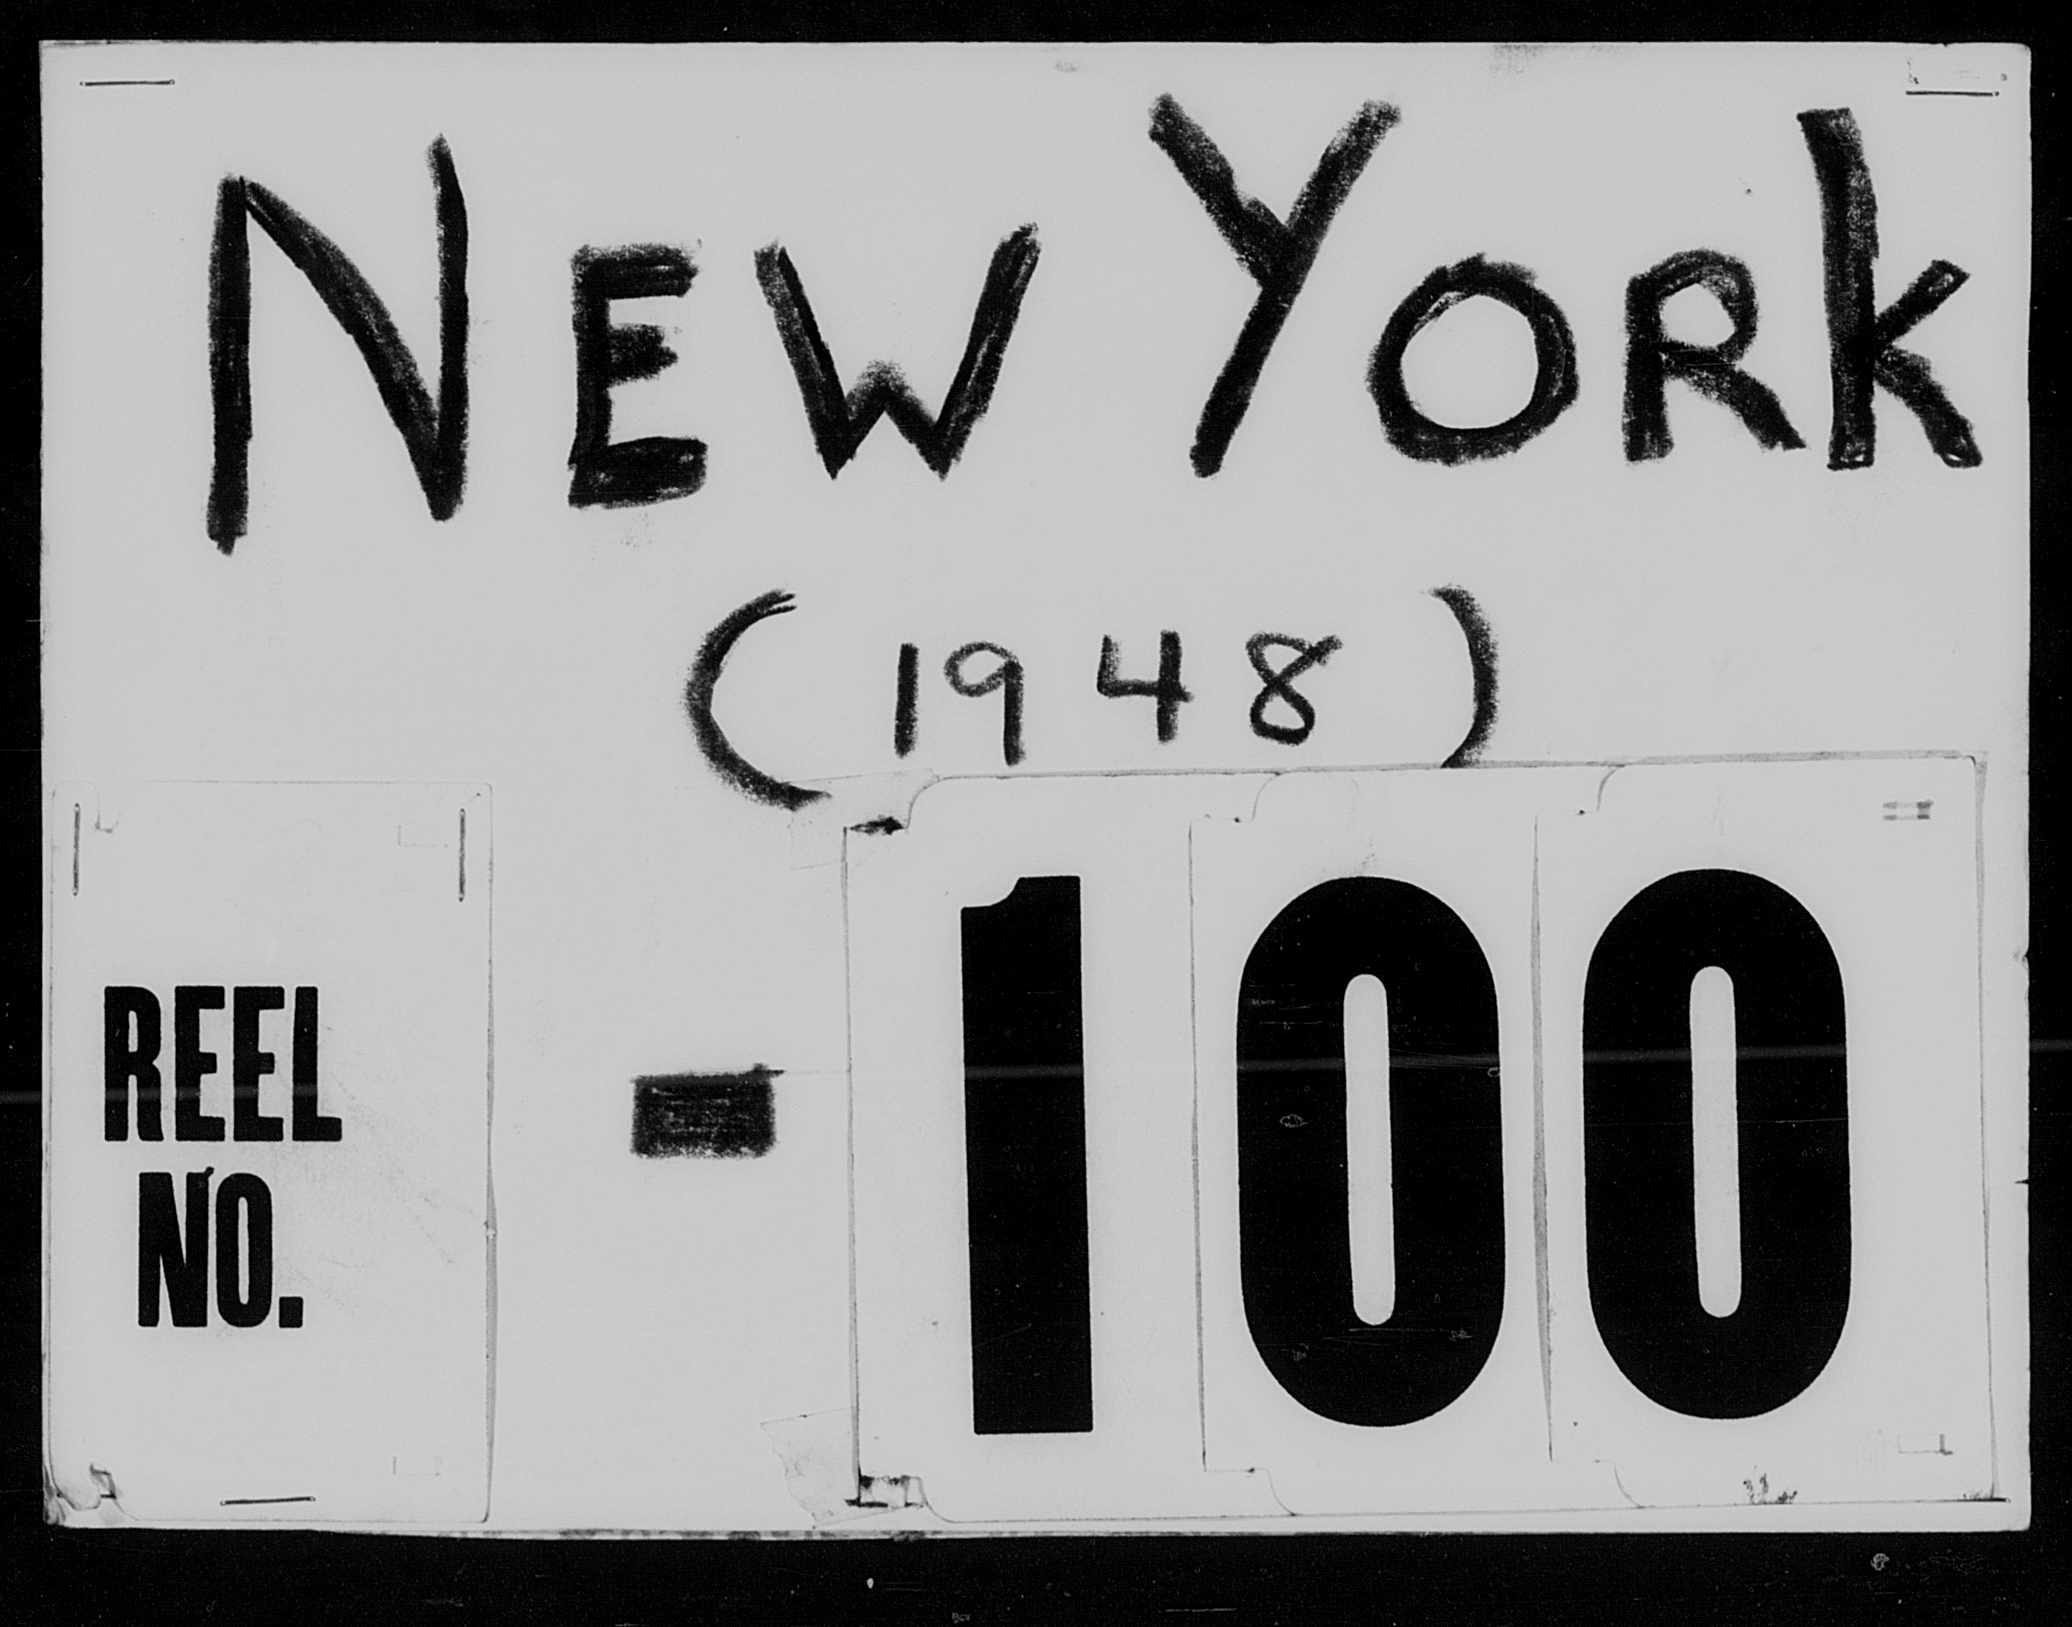 NEW YORk
(1948)
REEL
NO.
- 100